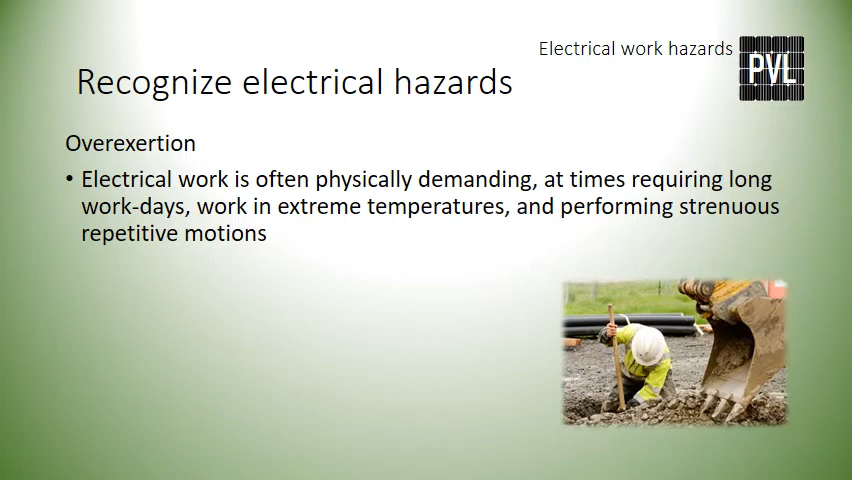 Electrical work hazards
PVL
Recognize electrical hazards
Overexertion
• Electrical work is often physically demanding, at times requiring long
work-days, work in extreme temperatures, and performing strenuous
repetitive motions